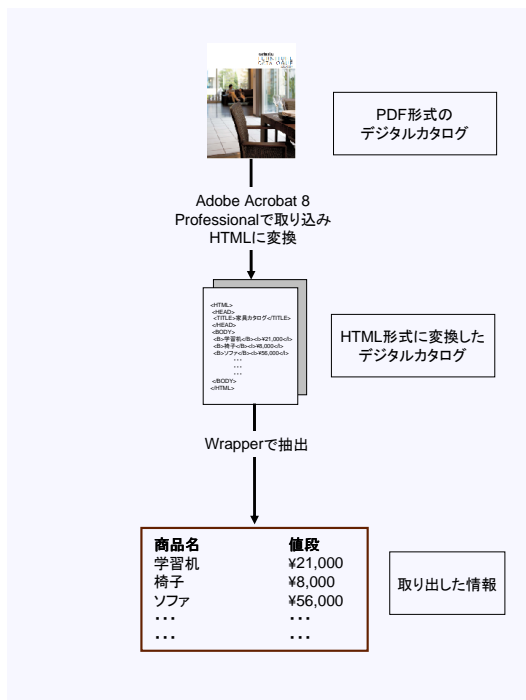 PDF形式の
デジタルカタログ
Adobe Acrobat 8
Professionalで取り込み
HTMLに変換
<HTML>
<HEAD>
<TITLE>家具カタログ</TITLE>
</HEAD>
<BODY>
<B>学習机</B><I>¥21,000</I>
<B>椅子</B><I>¥8,000</I>
<B>ソファ</B><I>¥56,000</I>
…
…
…
</BODY>
</HTML>
HTML形式に変換した
デジタルカタログ
Wrapperで抽出
商品名 値段
学習机 ¥21,000
椅子 ¥8,000
ソファ ¥56,000
… …
… …
取り出した情報